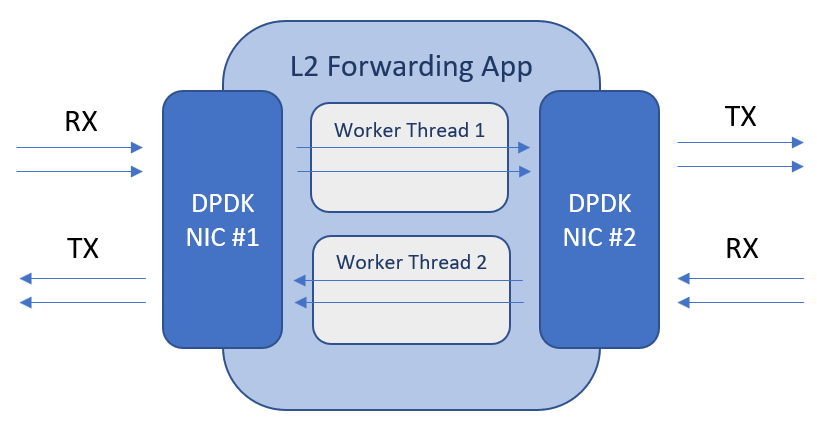 L2 Forwarding App
RX
Worker Thread 1
TX
DPDK
NIC #1
DPDK
NIC #2
TX
Worker Thread 2
RX